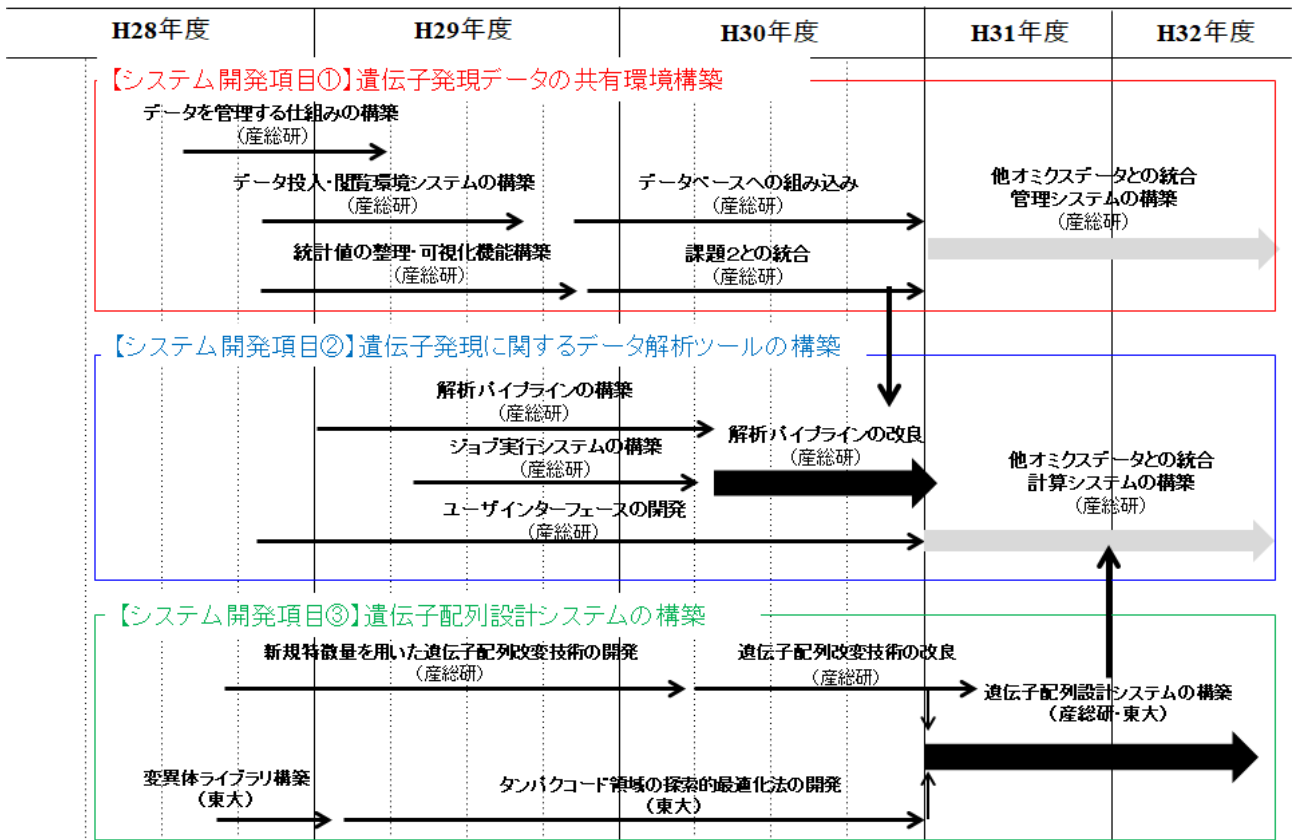 H28年度 H29年度 H30年度 H31年度 H32年度
【システム開発項目①】遺伝子発現データの共有環境構築
データを管理する仕組みの構築
(産総研)
データ投入・閲覧環境システムの構築
(産総研)
データベースへの組み込み
(産総研)
他オミクスデータとの統合
管理システムの構築
(産総研)
統計値の整理・可視化機能構築
(産総研)
課題2との統合
(産総研)
【システム開発項目②】遺伝子発現に関するデータ解析ツールの構築
解析パイプラインの構築
(産総研)
ジョブ実行システムの構築
(産総研)
解析パイプラインの改良
(産総研)
他オミクスデータとの統合
計算システムの構築
(産総研)
ユーザインターフェースの開発
(産総研)
【システム開発項目③】遺伝子配列設計システムの構築
新規特徴量を用いた遺伝子配列改変技術の開発
(産総研)
遺伝子配列改変技術の改良
(産総研)
遺伝子配列設計システムの構築
(産総研・東大)
変異体ライブラリ構築
(東大)
タンパクコード領域の探索的最適化法の開発
(東大)